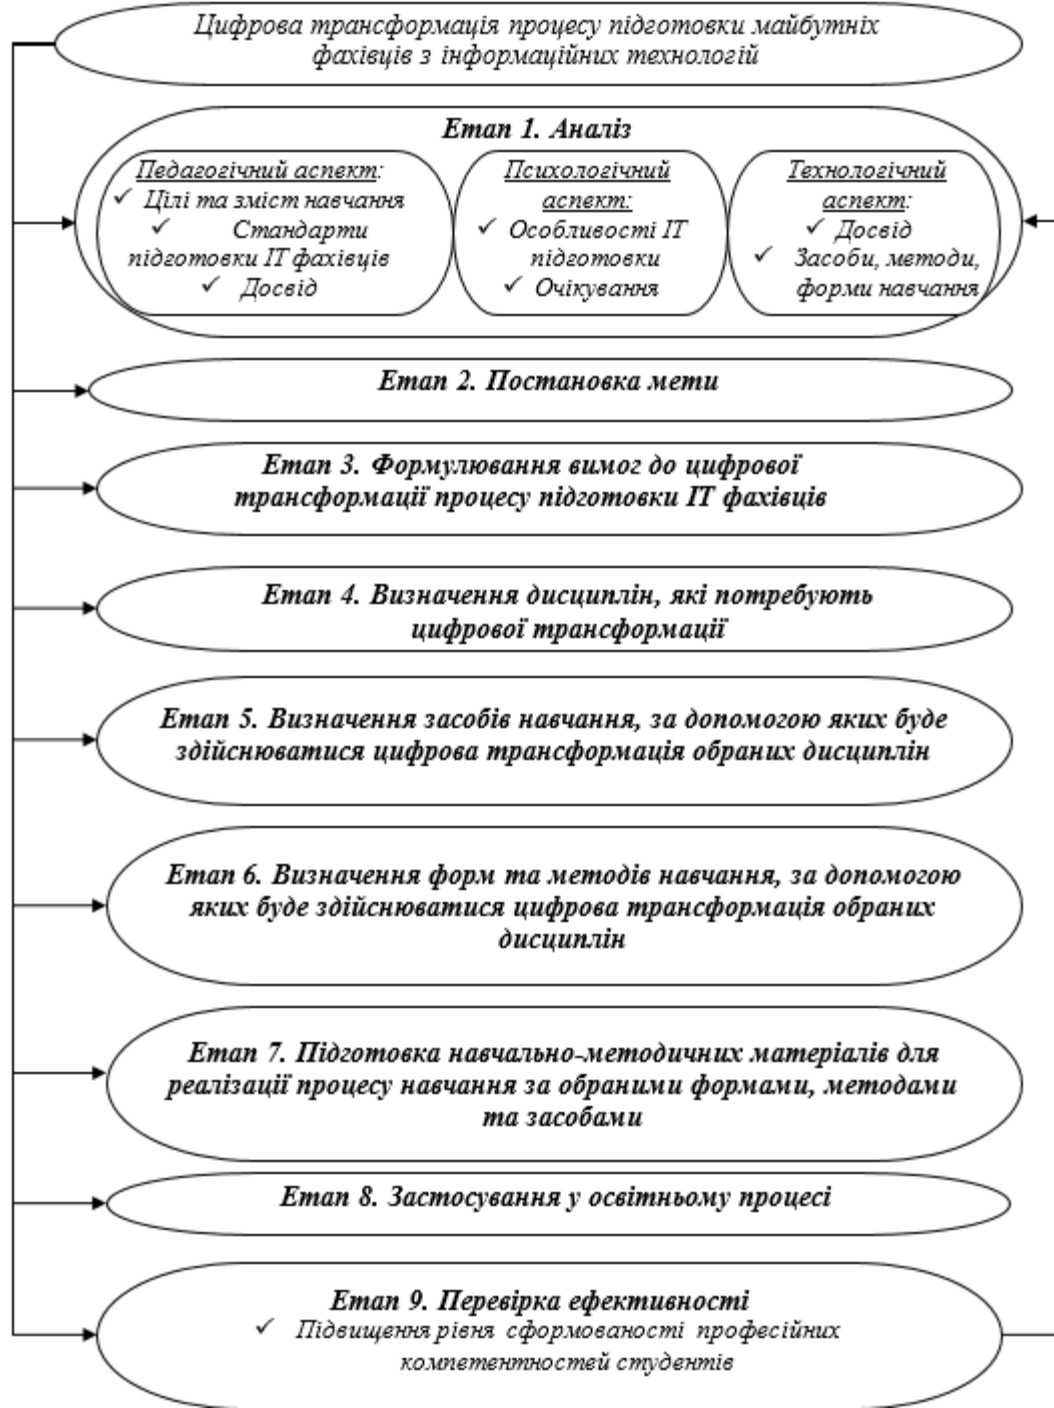 Цифрова трансформація процесу підготовки майбутніх
фахівців з інформаційних технологій
Етап 1. Аналіз
Педагогічний аспект:
✓ Цілі та зміст навчання
✓ Стандарти
підготовки ІТ фахівців
✓ Досвід
Психологічний
аспект:
✓ Особливості ІТ
підготовки
✓ Очікування
Технологічний
аспект:
✓ Досвід
✓ Засоби, методи,
форми навчання
Етап 2. Постановка мети
Етап 3. Формулювання вимог до цифрової
трансформації процесу підготовки ІТ фахівців
Етап 4. Визначення дисциплін, які потребують
цифрової трансформації
Етап 5. Визначення засобів навчання, за допомогою яких буде
здійснюватися цифрова трансформація обраних дисциплін
Етап 6. Визначення форм та методів навчання, за допомогою
яких буде здійснюватися цифрова трансформація обраних
дисциплін
Етап 7. Підготовка навчально-методичних матеріалів для
реалізації процесу навчання за обраними формами, методами
та засобами
Етап 8. Застосування у освітньому процесі
Етап 9. Перевірка ефективності
✓ Підвищення рівня сформованості професійних
компетентностей студентів